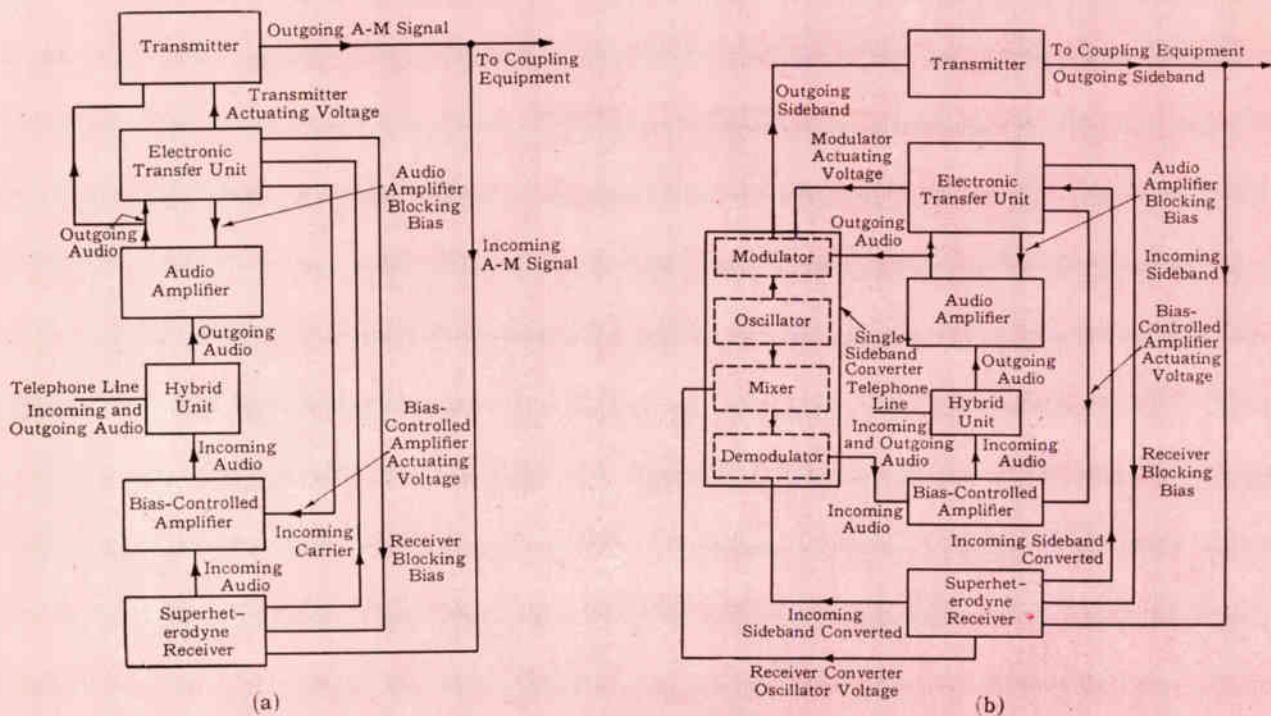 Transmitter
Outgoing A-M Signal
To Coupling
Equipment
Transmitter
Actuating Voltage
Electronic
Transfer Unit
Audio
Amplifier
Blocking
Bias
Outgoing
Audio
Incoming
A-M Signal
Audio
Amplifier
Outgoing
Audio
Telephone Line
Incoming and
Outgoing Audio
Hybrid
Unit
Incoming
Audio
Bias-
Controlled
Amplifier
Actuating
Voltage
Bias-Controlled
Amplifier
Incoming
Carrier
Receiver
Blocking
Bias
Incoming
Audio
Superhet-
erodyne
Receiver
(a)
Transmitter
To Coupling Equipment
Outgoing Sideband
Outgoing
Sideband
Modulator
Actuating
Voltage
Electronic
Transfer Unit
Audio
Amplifier
Blocking
Bias
Outgoing
Audio
Incoming
Sideband
Modulator
Oscillator
Audio
Amplifier
Bias-
Controlled
Amplifier
Actuating
Voltage
Single
Sideband
Converter
Outgoing
Audio
Mixer
Telephone
Line
Hybrid
Unit
Incoming
and Outgoing
Audio
Incoming
Audio
Demodulator
Receiver
Blocking
Bias
Bias-Controlled
Amplifier
Incoming
Audio
Incoming Sideband
Converted
Superhet-
erodyne
Receiver
Incoming
Sideband Converted
Receiver Converter
Oscillator Voltage
(b)